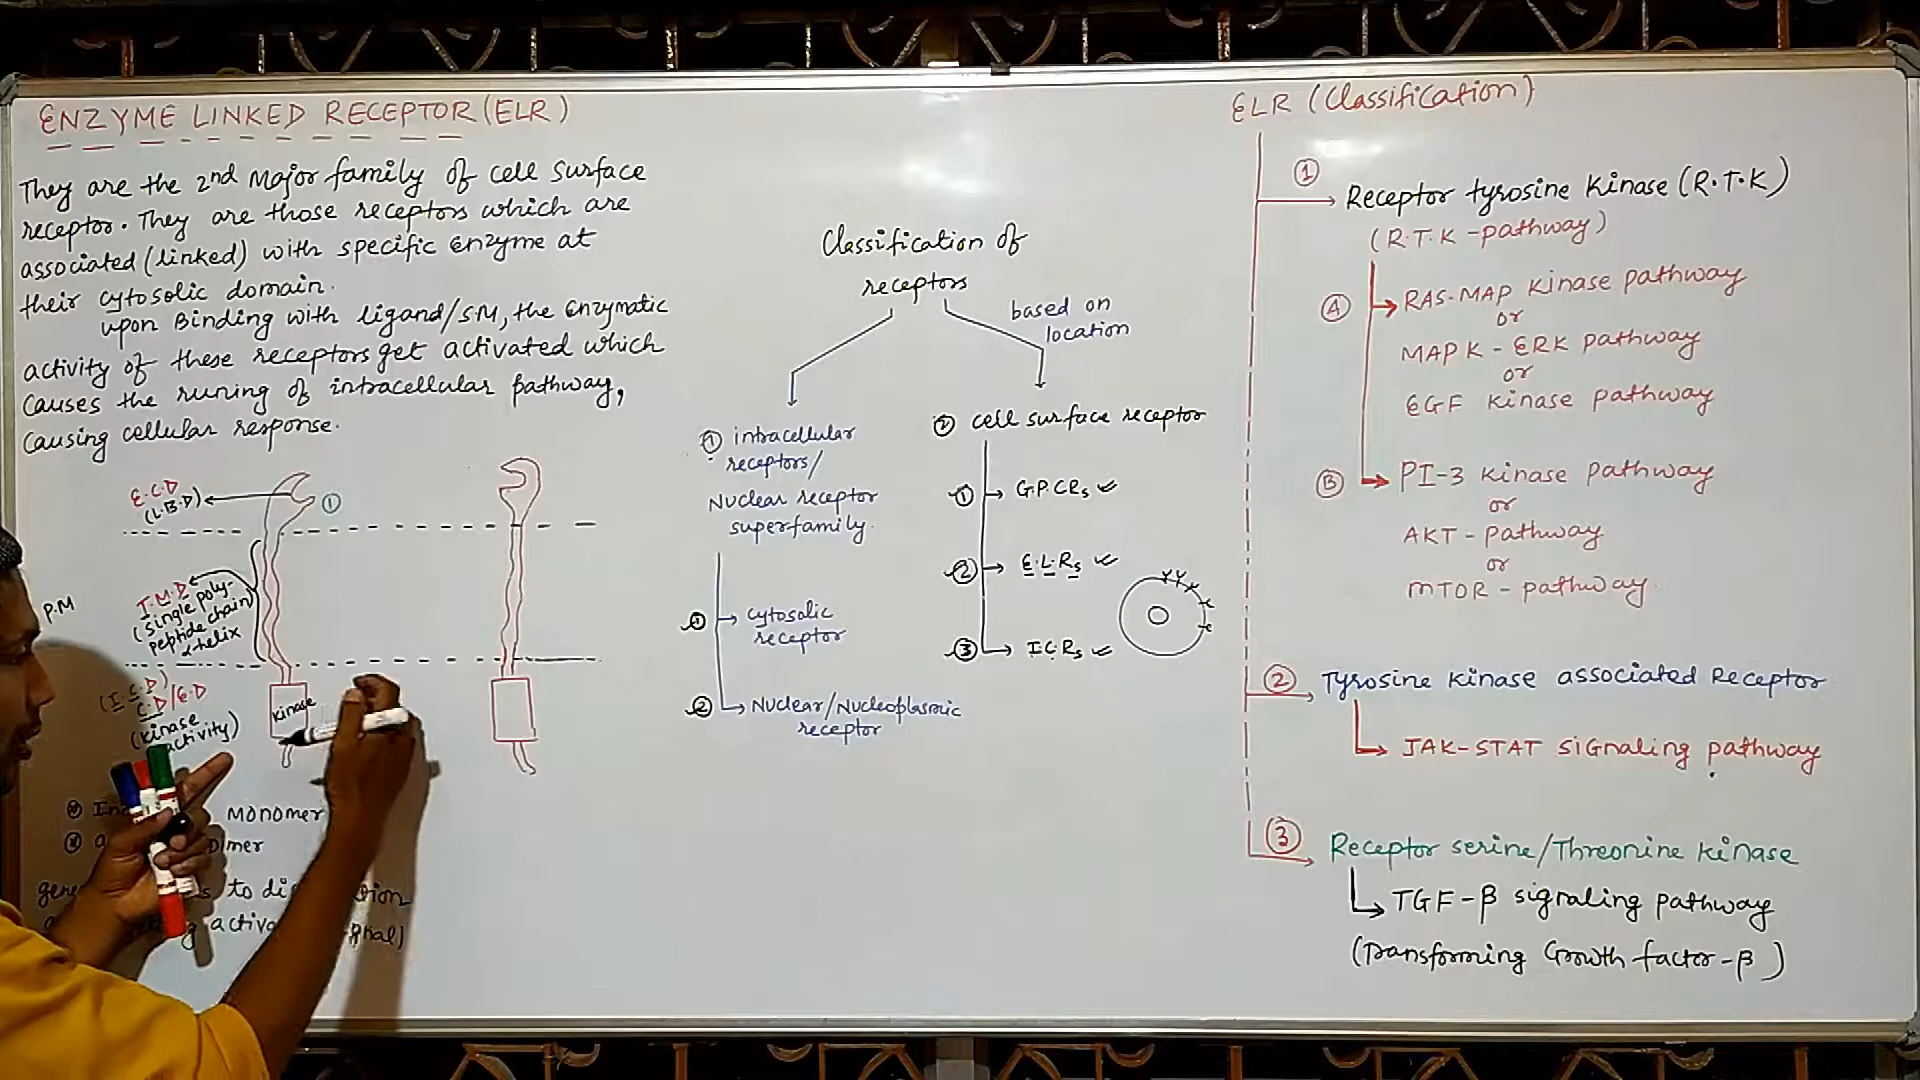 ENZYME LINKED RECEPTOR (ELR)
They are the 2nd Major family of cell surface
receptor. They are those receptors which are
associated (linked) with specific Enzyme at
their cytosolic domain.
upon Binding with ligand/SM, the Enzymatic
activity of these receptors get activated which
causes the runing of intracellular pathway,
causing cellular response.
E.C.D
(L.B.D)
①
P.M
T.M.D
(single poly-
peptide chain)
α-helix
(I.C.D)
C.D/E.D
(kinase
activity)
kinase
monomer
Dimer
to
Classification of
receptors
based on
location
① intracellular
receptors/
Nuclear receptor
superfamily.
① cytosolic
receptor
② Nuclear/Nucleoplasmic
receptor
② cell surface receptor
① G.P.CRs ✓
② E.L.Rs ✓
③ I.C.Rs ✓
ELR (Classification)
① Receptor tyrosine kinase (R.T.K)
(R.T.K - pathway)
Ⓐ RAS-MAP kinase pathway
or
MAPK - ERK pathway
or
EGF kinase pathway
Ⓑ PI-3 kinase pathway
or
AKT - pathway
or
mTOR - pathway.
② Tyrosine kinase associated Receptor
JAK-STAT signaling pathway
③ Receptor serine/Threonine kinase
TGF-β signaling pathway
(Transforming Growth factor-β)